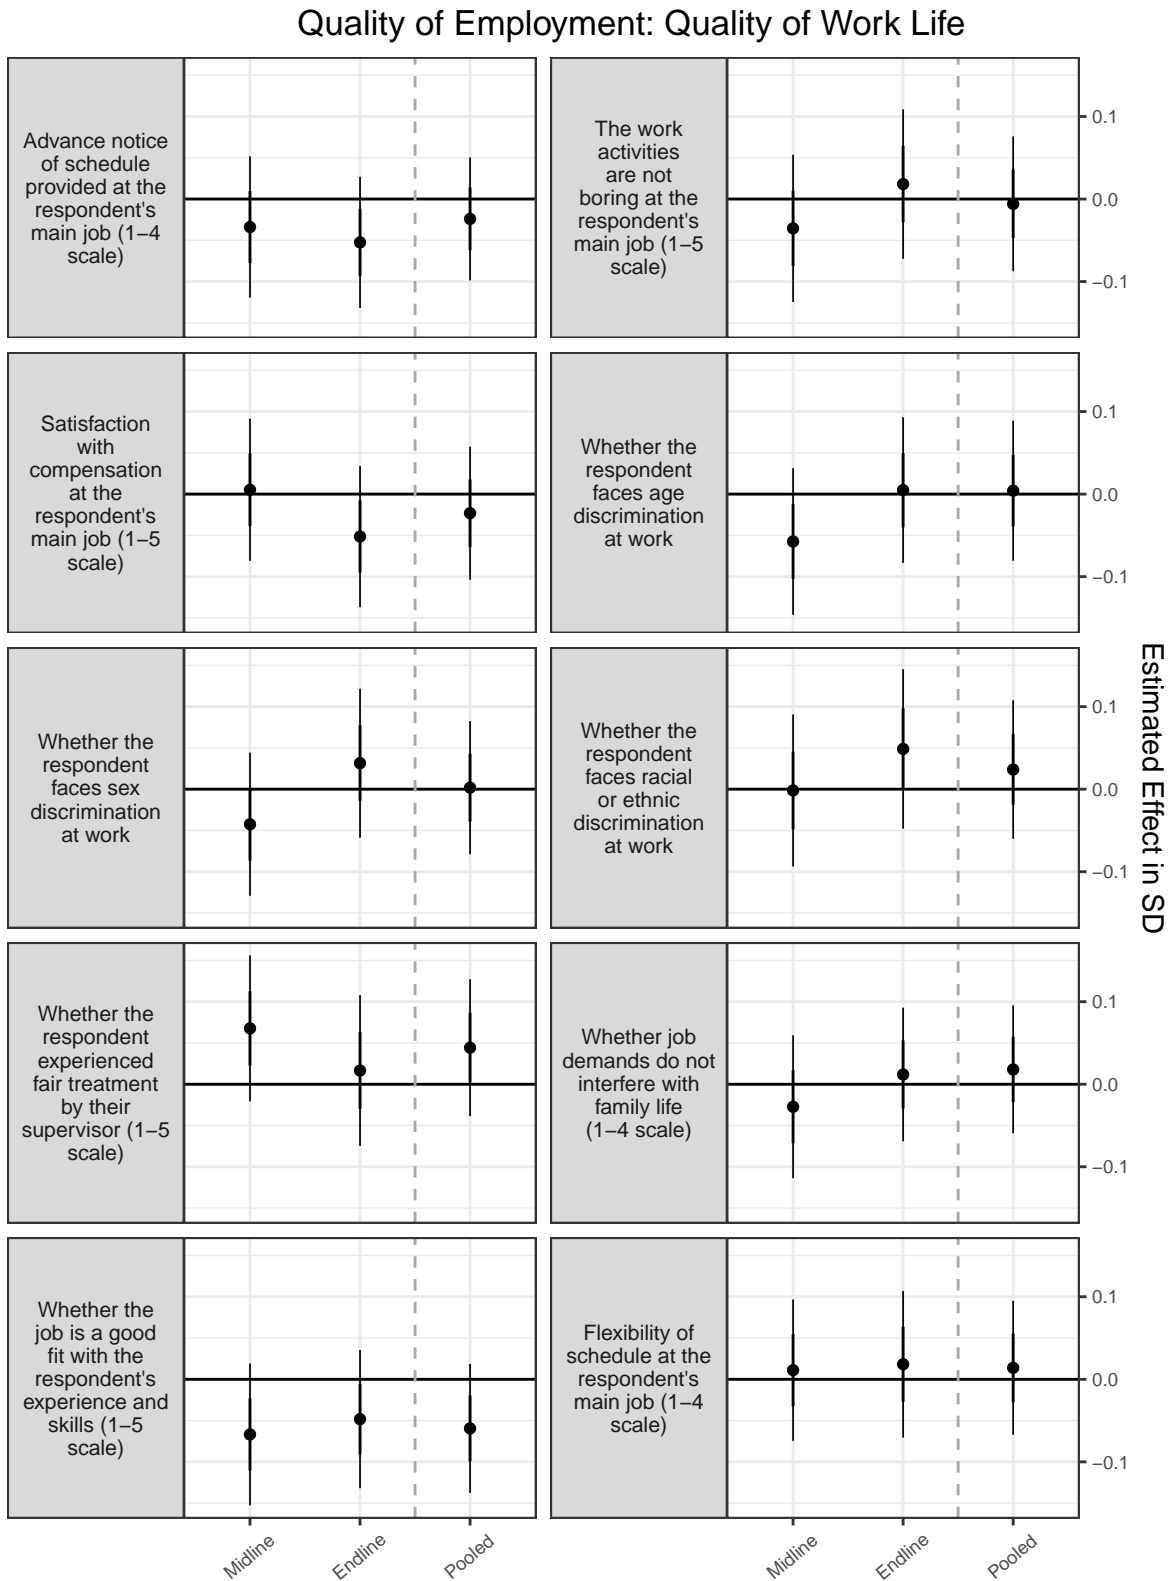 Quality of Employment: Quality of Work Life
Advance notice
of schedule
provided at the
respondent's
main job (1−4
scale)
The work
activities
are not
boring at the
respondent's
main job (1−5
scale)
0.1
0.0
−0.1
Satisfaction
with
compensation
at the
respondent's
main job (1−5
scale)
Whether the
respondent
faces age
discrimination
at work
0.1
0.0
−0.1
Whether the
respondent
faces sex
discrimination
at work
Whether the
respondent
faces racial
or ethnic
discrimination
at work
0.1
0.0
−0.1
Estimated Effect in SD
Whether the
respondent
experienced
fair treatment
by their
supervisor (1−5
scale)
Whether job
demands do not
interfere with
family life
(1−4 scale)
0.1
0.0
−0.1
Whether the
job is a good
fit with the
respondent's
experience and
skills (1−5
scale)
Flexibility of
schedule at the
respondent's
main job (1−4
scale)
0.1
0.0
−0.1
Midline
Endline
Pooled
Midline
Endline
Pooled